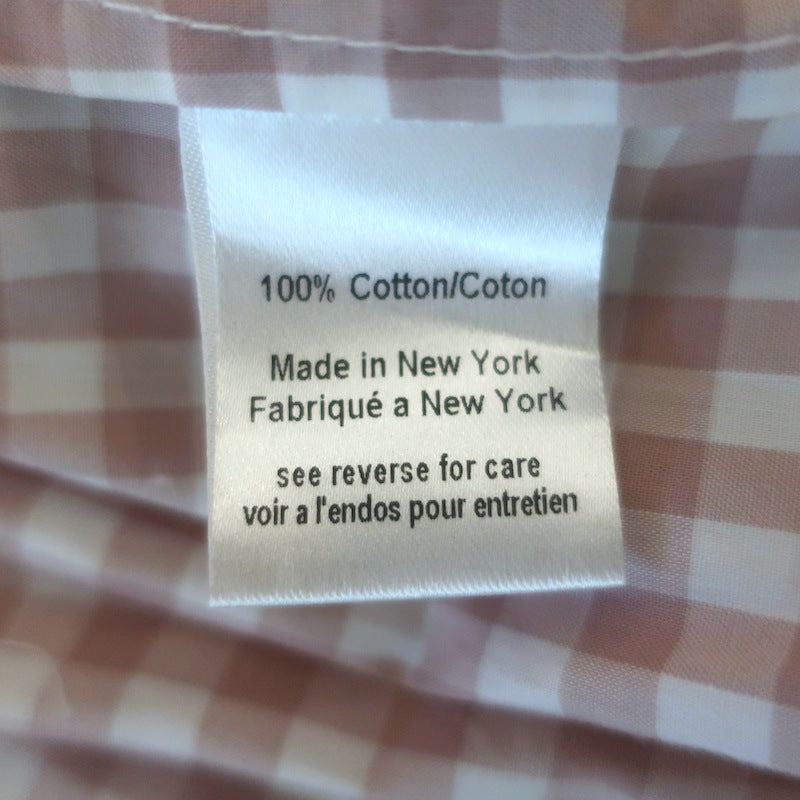 100% Cotton/Coton
Made in New York
Fabriqué a New York
see reverse for care
voir a l'endos pour entretien